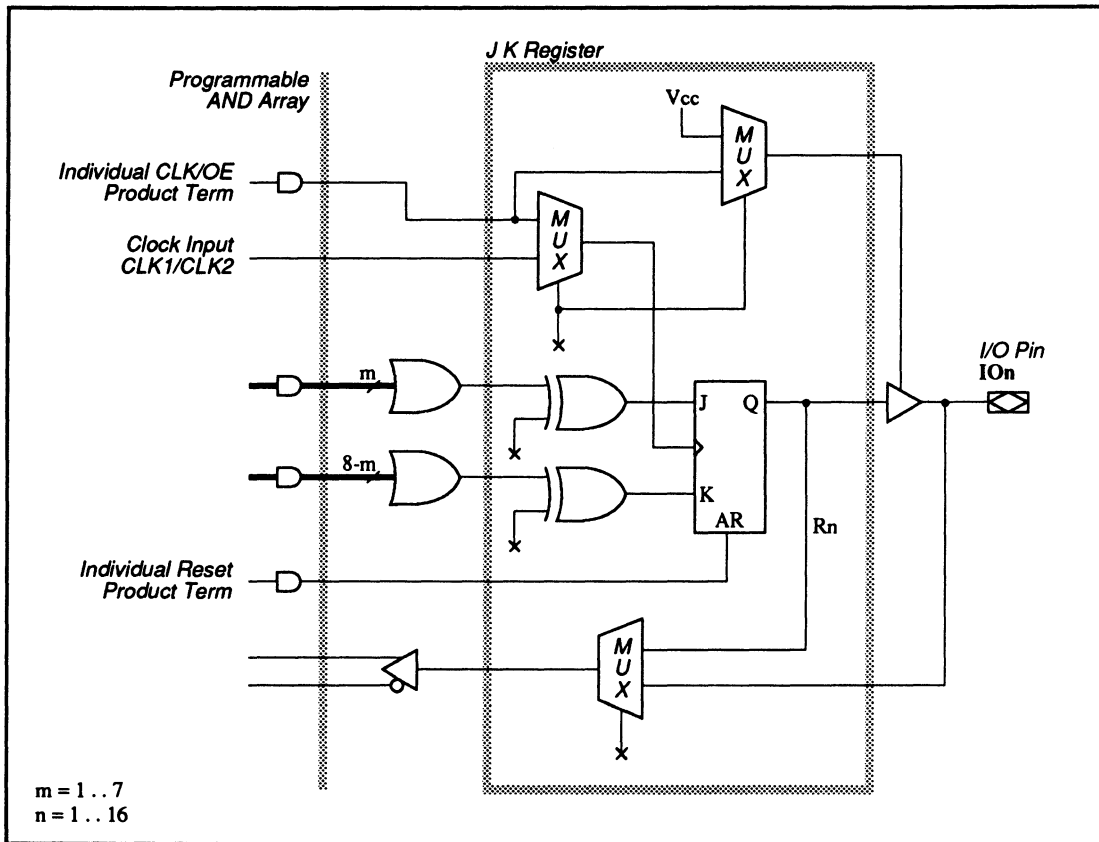 J K Register
Programmable
AND Array
Vcc
MUX
Individual CLK/OE
Product Term
MUX
Clock Input
CLK1/CLK2
I/O Pin
IOn
m
J
Q
8-m
K
AR
Rn
Individual Reset
Product Term
MUX
m = 1 . . 7
n = 1 . . 16